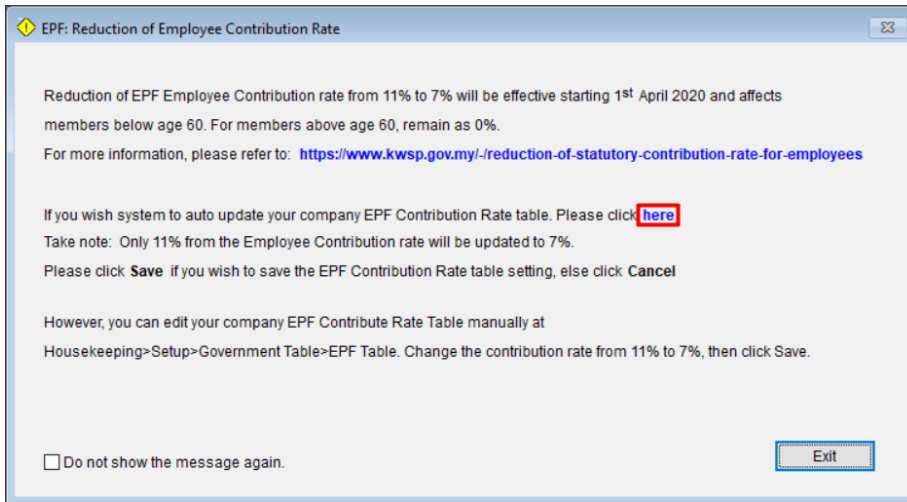 EPF: Reduction of Employee Contribution Rate
Reduction of EPF Employee Contribution rate from 11% to 7% will be effective starting 1st April 2020 and affects
members below age 60. For members above age 60, remain as 0%.
For more information, please refer to: https://www.kwsp.gov.my/-/reduction-of-statutory-contribution-rate-for-employees
If you wish system to auto update your company EPF Contribution Rate table. Please click here
Take note: Only 11% from the Employee Contribution rate will be updated to 7%.
Please click Save if you wish to save the EPF Contribution Rate table setting, else click Cancel
However, you can edit your company EPF Contribute Rate Table manually at
Housekeeping>Setup>Government Table>EPF Table. Change the contribution rate from 11% to 7%, then click Save.
Do not show the message again.
Exit